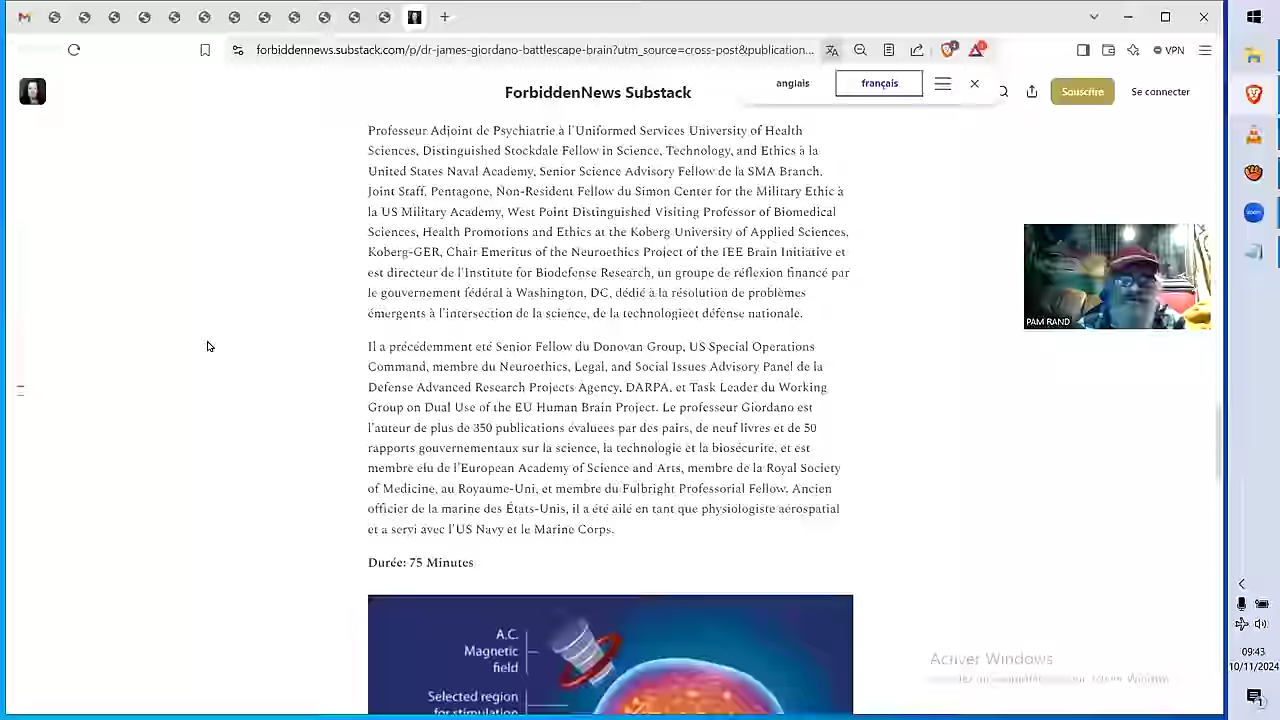 forbiddennews.substack.com/p/dr-james-giordano-battlescape-brain?utm_source=cross-post&publication...
VPN
ForbiddenNews Substack
anglais
français
Souscrire
Se connecter
Professeur Adjoint de Psychiatrie à l'Uniformed Services University of Health
Sciences, Distinguished Stockdale Fellow in Science, Technology, and Ethics à la
United States Naval Academy, Senior Science Advisory Fellow de la SMA Branch,
Joint Staff, Pentagone, Non-Resident Fellow du Simon Center for the Military Ethic à
la US Military Academy, West Point Distinguished Visiting Professor of Biomedical
Sciences, Health Promotions and Ethics at the Koberg University of Applied Sciences,
Koberg-GER, Chair Emeritus of the Neuroethics Project of the IEE Brain Initiative et
est directeur de l'Institute for Biodefense Research, un groupe de réflexion financé par
le gouvernement fédéral à Washington, DC, dédié à la résolution de problèmes
émergents à l'intersection de la science, de la technologieet défense nationale.
PAM RAND
Il a précédemment eté Senior Fellow du Donovan Group, US Special Operations
Command, membre du Neuroethics, Legal, and Social Issues Advisory Panel de la
Defense Advanced Research Projects Agency, DARPA, et Task Leader du Working
Group on Dual Use of the EU Human Brain Project. Le professeur Giordano est
l'auteur de plus de 350 publications évaluees par des pairs, de neuf livres et de 50
rapports gouvernementaux sur la science, la technologie et la biosécurité, et est
membre élu de l'European Academy of Science and Arts, membre de la Royal Society
of Medicine, au Royaume-Uni, et membre du Fulbright Professorial Fellow. Ancien
officier de la marine des États-Unis, il a été ailé en tant que physiologiste aérospatial
et a servi avec l'US Navy et le Marine Corps.
Durée: 75 Minutes
A.C.
Magnetic
field
Selected region
for stimulation
Activer Windows
zoom
09:43
10/11/2024